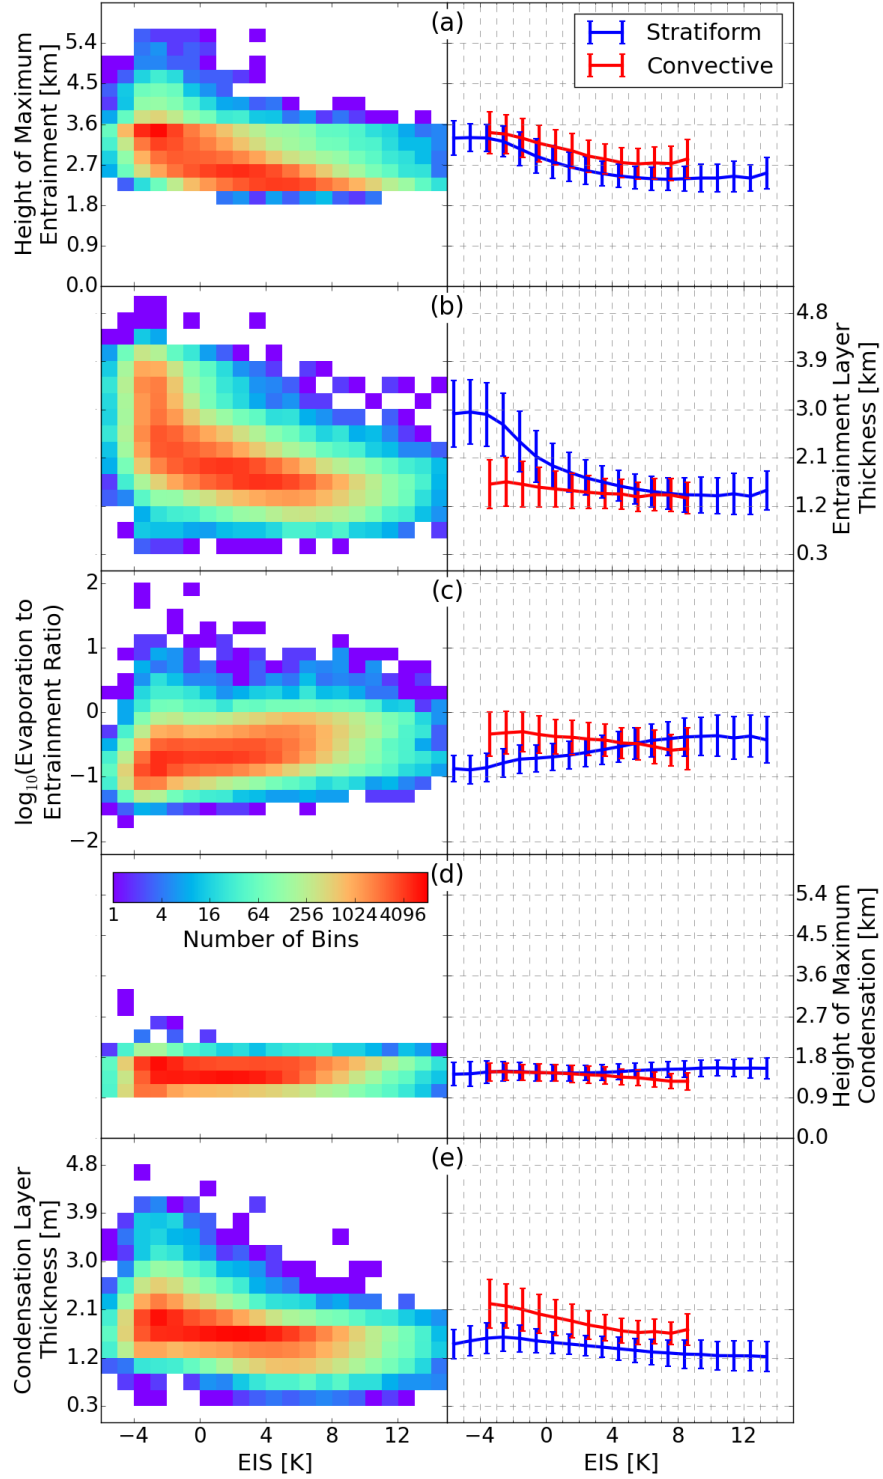 (a)
Stratiform
Convective
Height of Maximum
Entrainment [km]
5.4
4.5
3.6
2.7
1.8
0.9
0.0
(b)
Entrainment Layer
Thickness [km]
4.8
3.9
3.0
2.1
1.2
0.3
(c)
log₁₀(Evaporation to
Entrainment Ratio)
2
1
0
−1
−2
(d)
1 4 16 64 256 1024 4096
Number of Bins
Height of Maximum
Condensation [km]
5.4
4.5
3.6
2.7
1.8
0.9
0.0
(e)
Condensation Layer
Thickness [m]
4.8
3.9
3.0
2.1
1.2
0.3
−4 0 4 8 12
EIS [K]
−4 0 4 8 12
EIS [K]